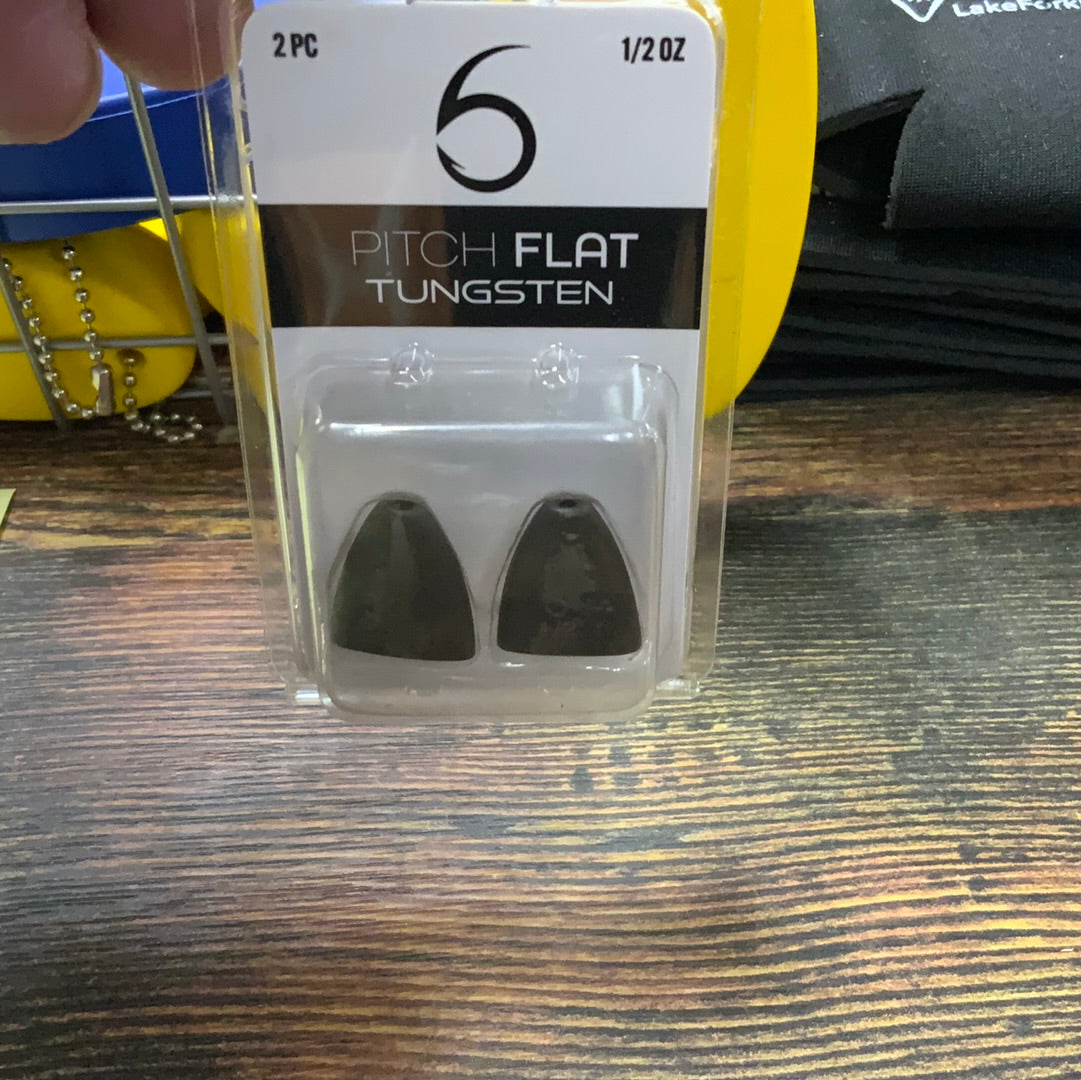 2 PC
1/2 OZ
6
PITCH FLAT
TUNGSTEN